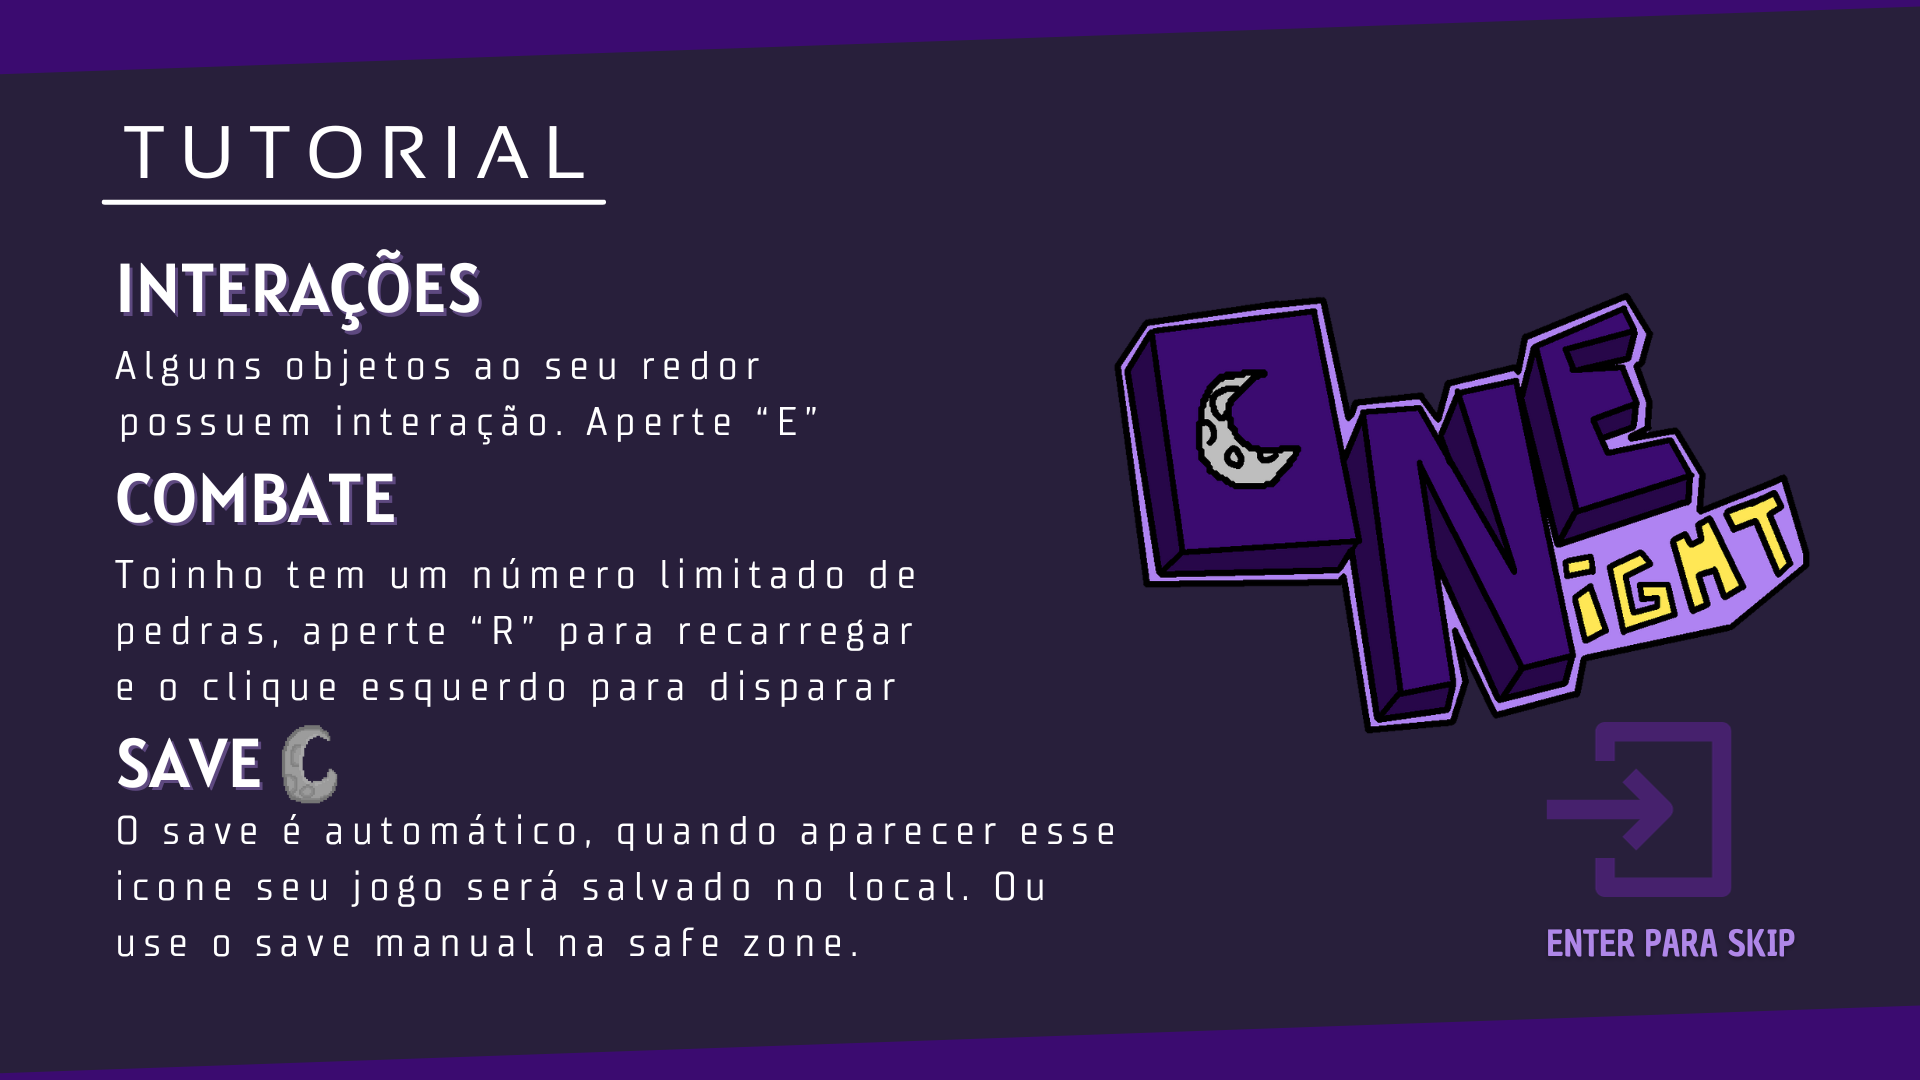 TUTORIAL
INTERAÇÕES
Alguns objetos ao seu redor
possuem interação. Aperte “E”
COMBATE
Toinho tem um número limitado de
pedras, aperte “R” para recarregar
e o clique esquerdo para disparar
SAVE
O save é automático, quando aparecer esse
icone seu jogo será salvado no local. Ou
use o save manual na safe zone.
ONE
iGHT
ENTER PARA SKIP